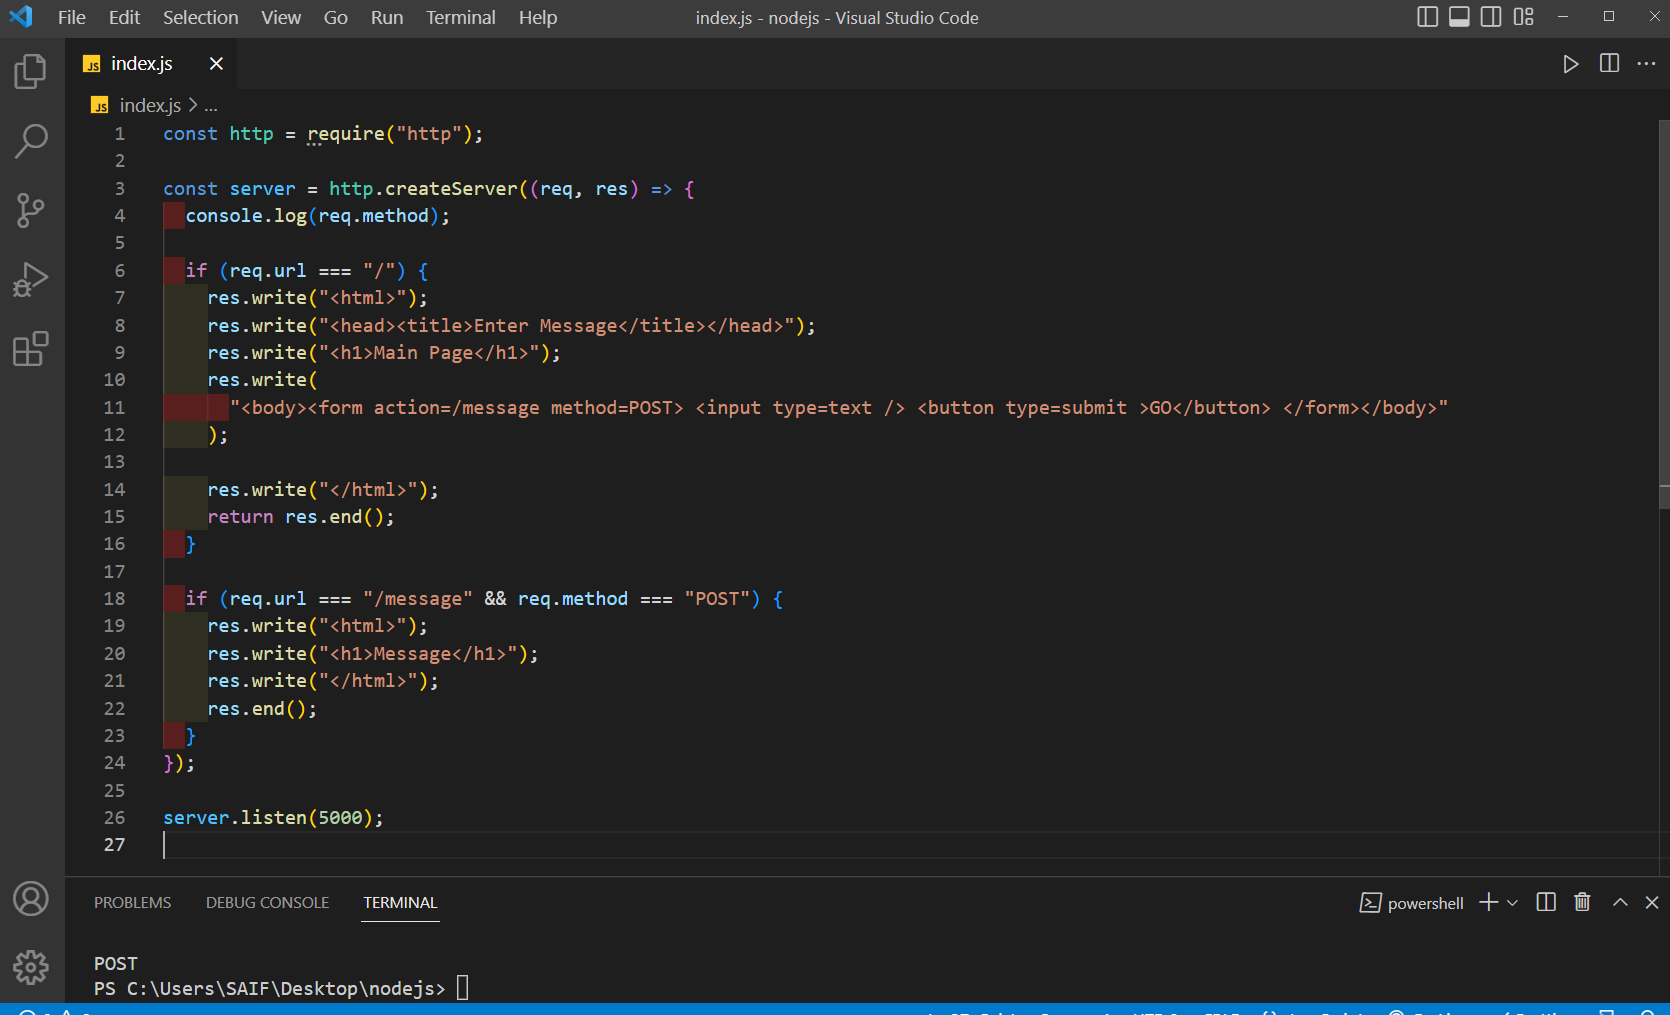 File Edit Selection View Go Run Terminal Help index.js - nodejs - Visual Studio Code
JS index.js
JS index.js > ...
1 const http = require("http");
2
3 const server = http.createServer((req, res) => {
4   console.log(req.method);
5
6   if (req.url === "/") {
7     res.write("<html>");
8     res.write("<head><title>Enter Message</title></head>");
9     res.write("<h1>Main Page</h1>");
10     res.write(
11       "<body><form action=/message method=POST> <input type=text /> <button type=submit >GO</button> </form></body>"
12     );
13
14     res.write("</html>");
15     return res.end();
16   }
17
18   if (req.url === "/message" && req.method === "POST") {
19     res.write("<html>");
20     res.write("<h1>Message</h1>");
21     res.write("</html>");
22     res.end();
23   }
24 });
25
26 server.listen(5000);
27
PROBLEMS DEBUG CONSOLE TERMINAL powershell
POST
PS C:\Users\SAIF\Desktop\nodejs>